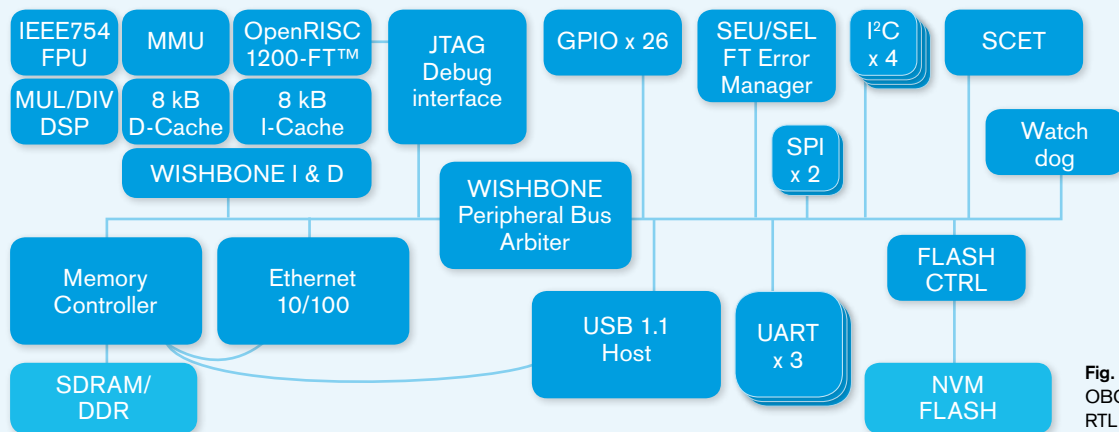 IEEE754
FPU
MMU
OpenRISC
1200-FT™
JTAG
Debug
interface
GPIO x 26
SEU/SEL
FT Error
Manager
I²C
x 4
SCET
MUL/DIV
DSP
8 kB
D-Cache
8 kB
I-Cache
SPI
x 2
Watch
dog
WISHBONE I & D
WISHBONE
Peripheral Bus
Arbiter
Memory
Controller
Ethernet
10/100
USB 1.1
Host
UART
x 3
FLASH
CTRL
SDRAM/
DDR
NVM
FLASH
Fig.
OBC
RTL